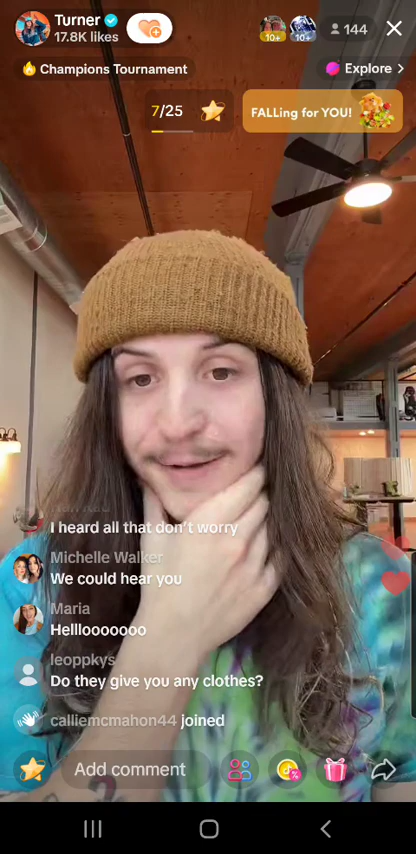 Turner
17.8K likes
10+
10+
144
Champions Tournament
Explore
7/25
FALLing for YOU!
I heard all that don't worry
Michelle Walker
We could hear you
Maria
Helllooooooo
leoppkys
Do they give you any clothes?
calliemcmahon44 joined
Add comment